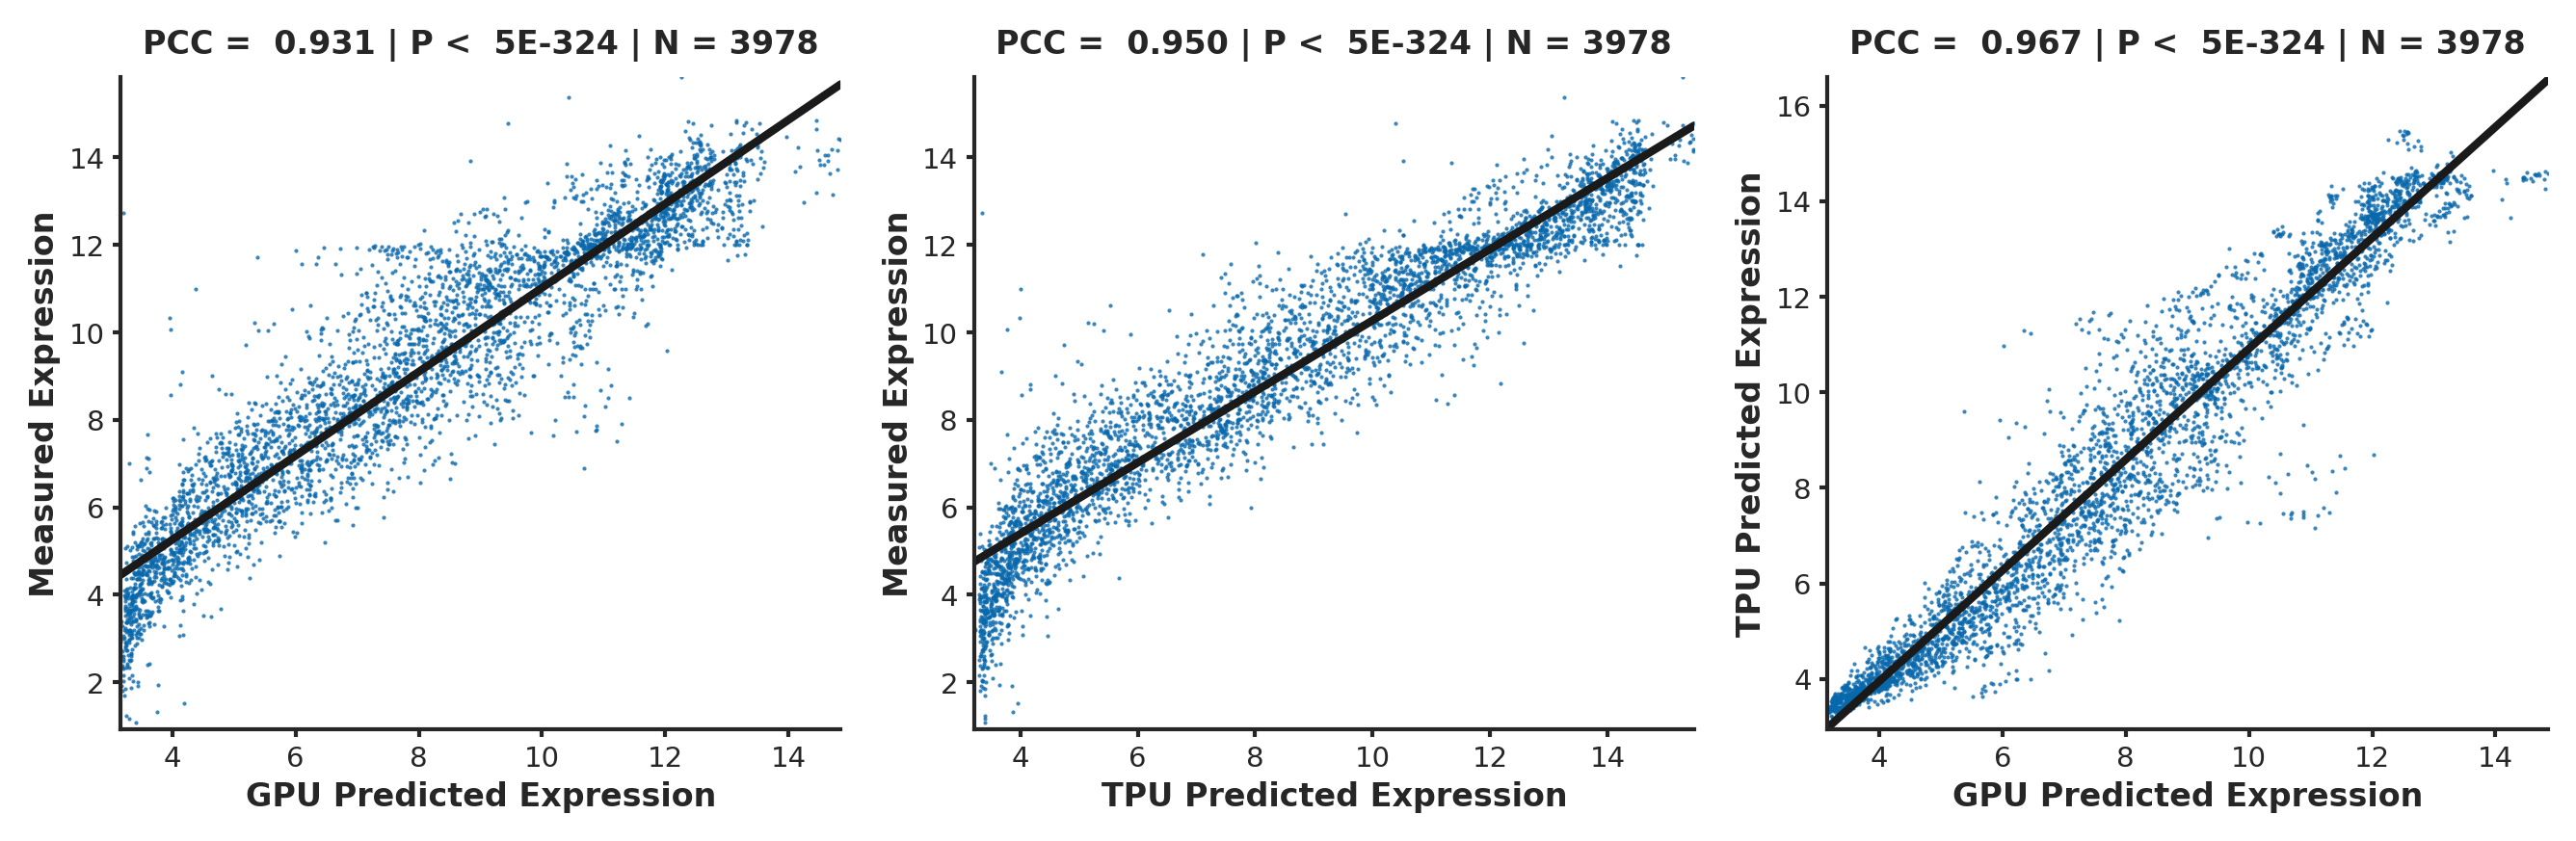 PCC =  0.931 | P <  5E-324 | N = 3978
Measured Expression
14
12
10
8
6
4
2
4 6 8 10 12 14
GPU Predicted Expression
PCC =  0.950 | P <  5E-324 | N = 3978
Measured Expression
14
12
10
8
6
4
2
4 6 8 10 12 14
TPU Predicted Expression
PCC =  0.967 | P <  5E-324 | N = 3978
TPU Predicted Expression
16
14
12
10
8
6
4
4 6 8 10 12 14
GPU Predicted Expression